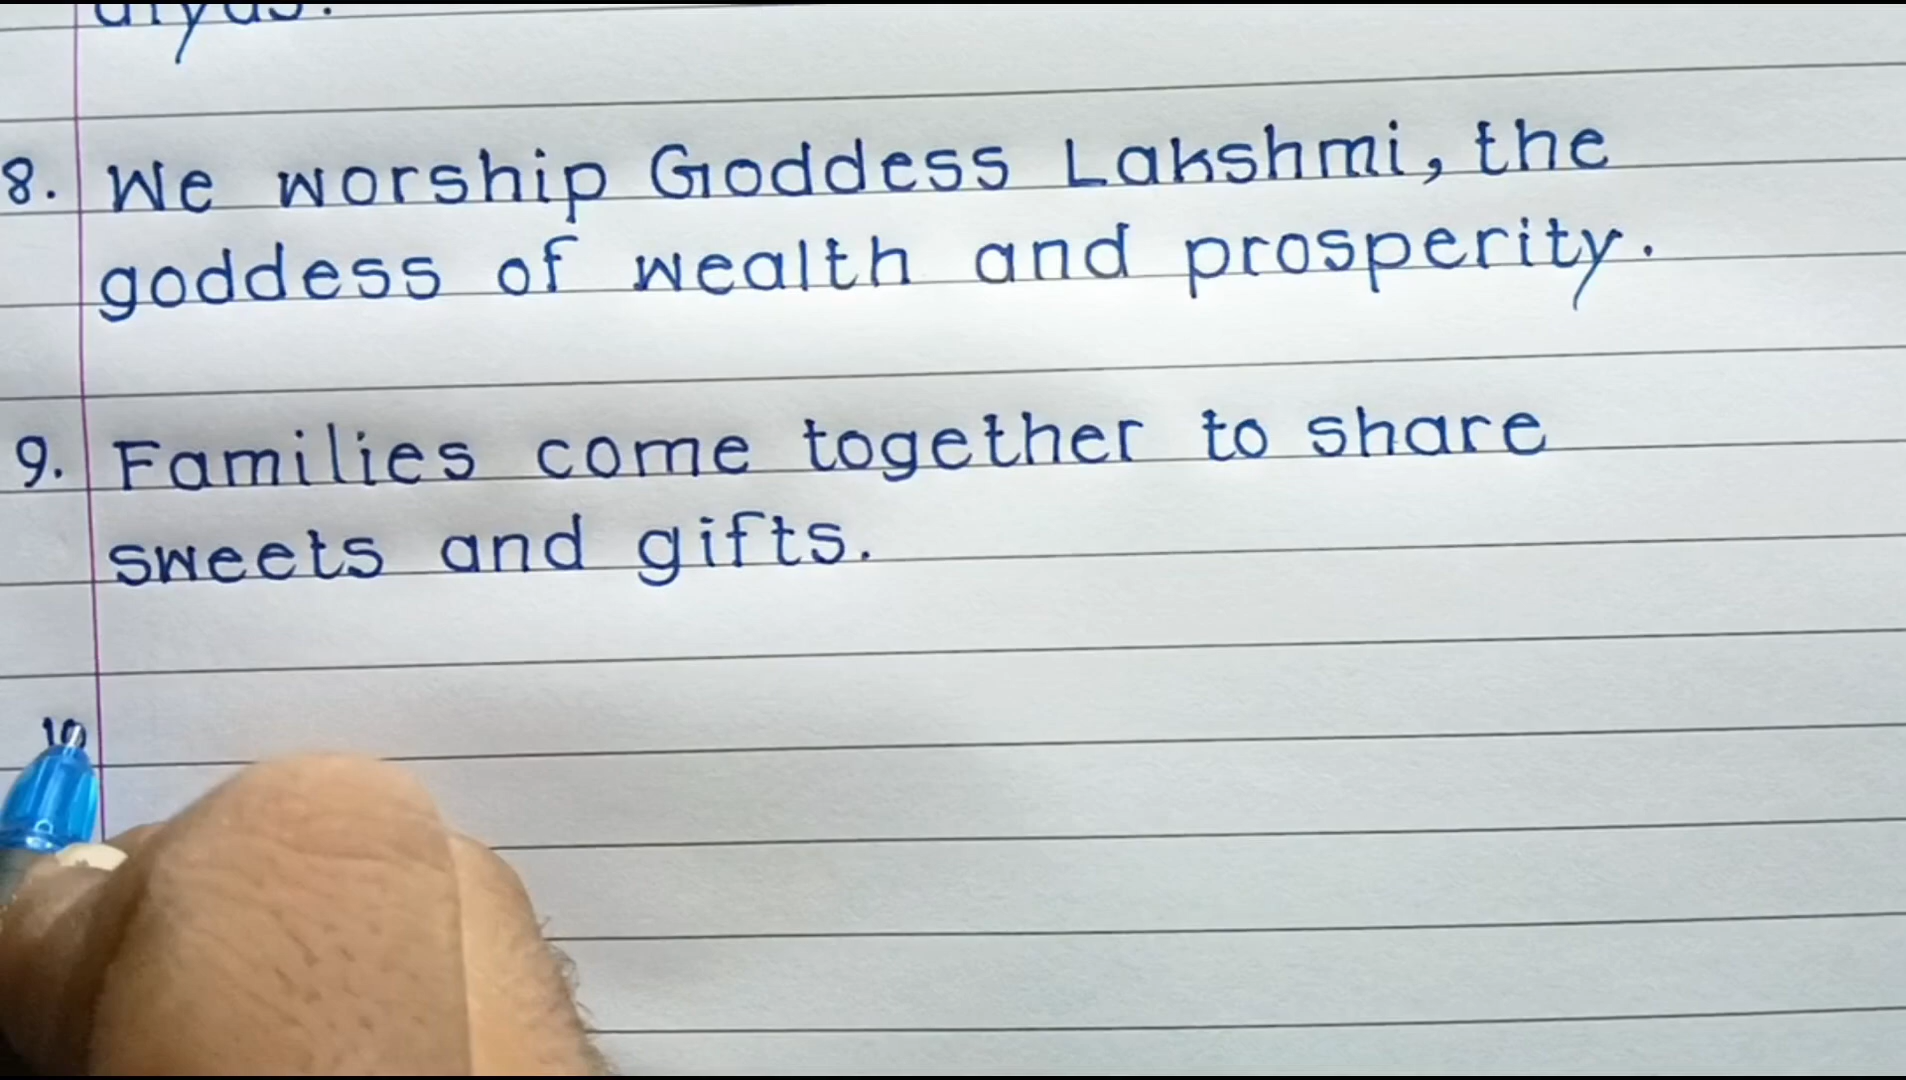 diyas.
8. We worship Goddess Lakshmi, the
goddess of wealth and prosperity.
9. Families come together to share
sweets and gifts.
10